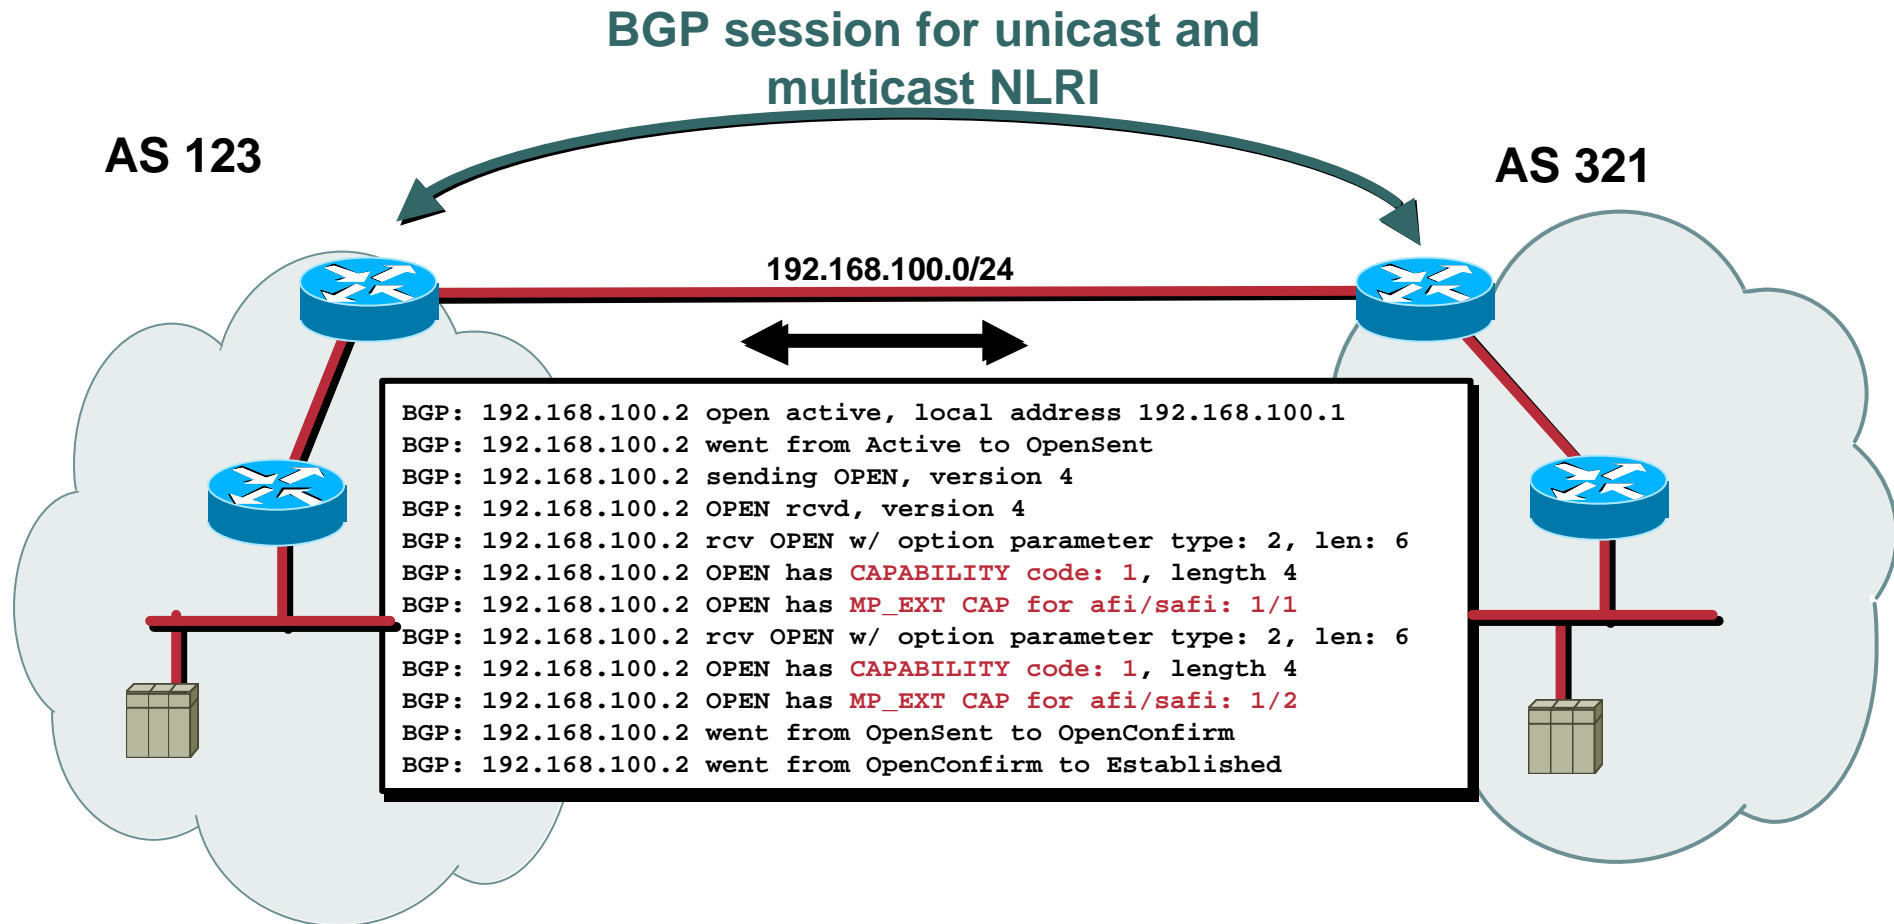 BGP session for unicast and
multicast NLRI
AS 123
AS 321
192.168.100.0/24
BGP: 192.168.100.2 open active, local address 192.168.100.1
BGP: 192.168.100.2 went from Active to OpenSent
BGP: 192.168.100.2 sending OPEN, version 4
BGP: 192.168.100.2 OPEN rcvd, version 4
BGP: 192.168.100.2 rcv OPEN w/ option parameter type: 2, len: 6
BGP: 192.168.100.2 OPEN has CAPABILITY code: 1, length 4
BGP: 192.168.100.2 OPEN has MP_EXT CAP for afi/safi: 1/1
BGP: 192.168.100.2 rcv OPEN w/ option parameter type: 2, len: 6
BGP: 192.168.100.2 OPEN has CAPABILITY code: 1, length 4
BGP: 192.168.100.2 OPEN has MP_EXT CAP for afi/safi: 1/2
BGP: 192.168.100.2 went from OpenSent to OpenConfirm
BGP: 192.168.100.2 went from OpenConfirm to Established